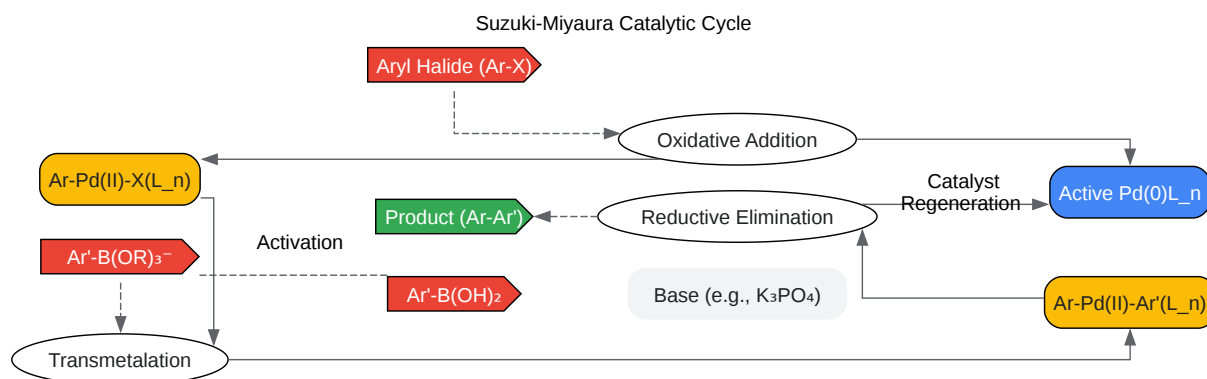 Suzuki-Miyaura Catalytic Cycle
Aryl Halide (Ar-X)
Oxidative Addition
Ar-Pd(II)-X(L_n)
Catalyst
Regeneration
Active Pd(0)L_n
Product (Ar-Ar')
Reductive Elimination
Activation
Ar'-B(OR)₃⁻
Ar'-B(OH)₂
Base (e.g., K₃PO₄)
Ar-Pd(II)-Ar'(L_n)
Transmetalation